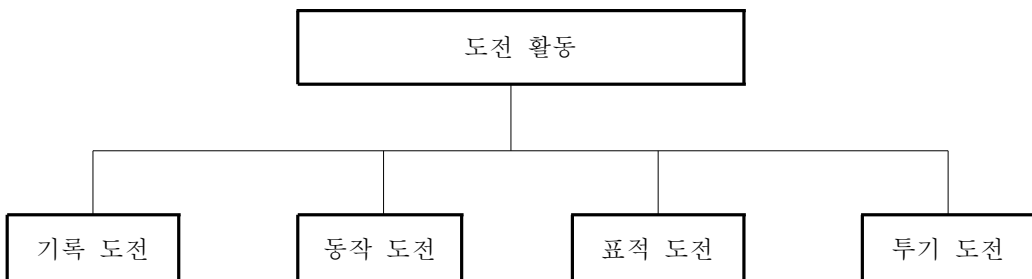 도전 활동
기록 도전
동작 도전
표적 도전
투기 도전